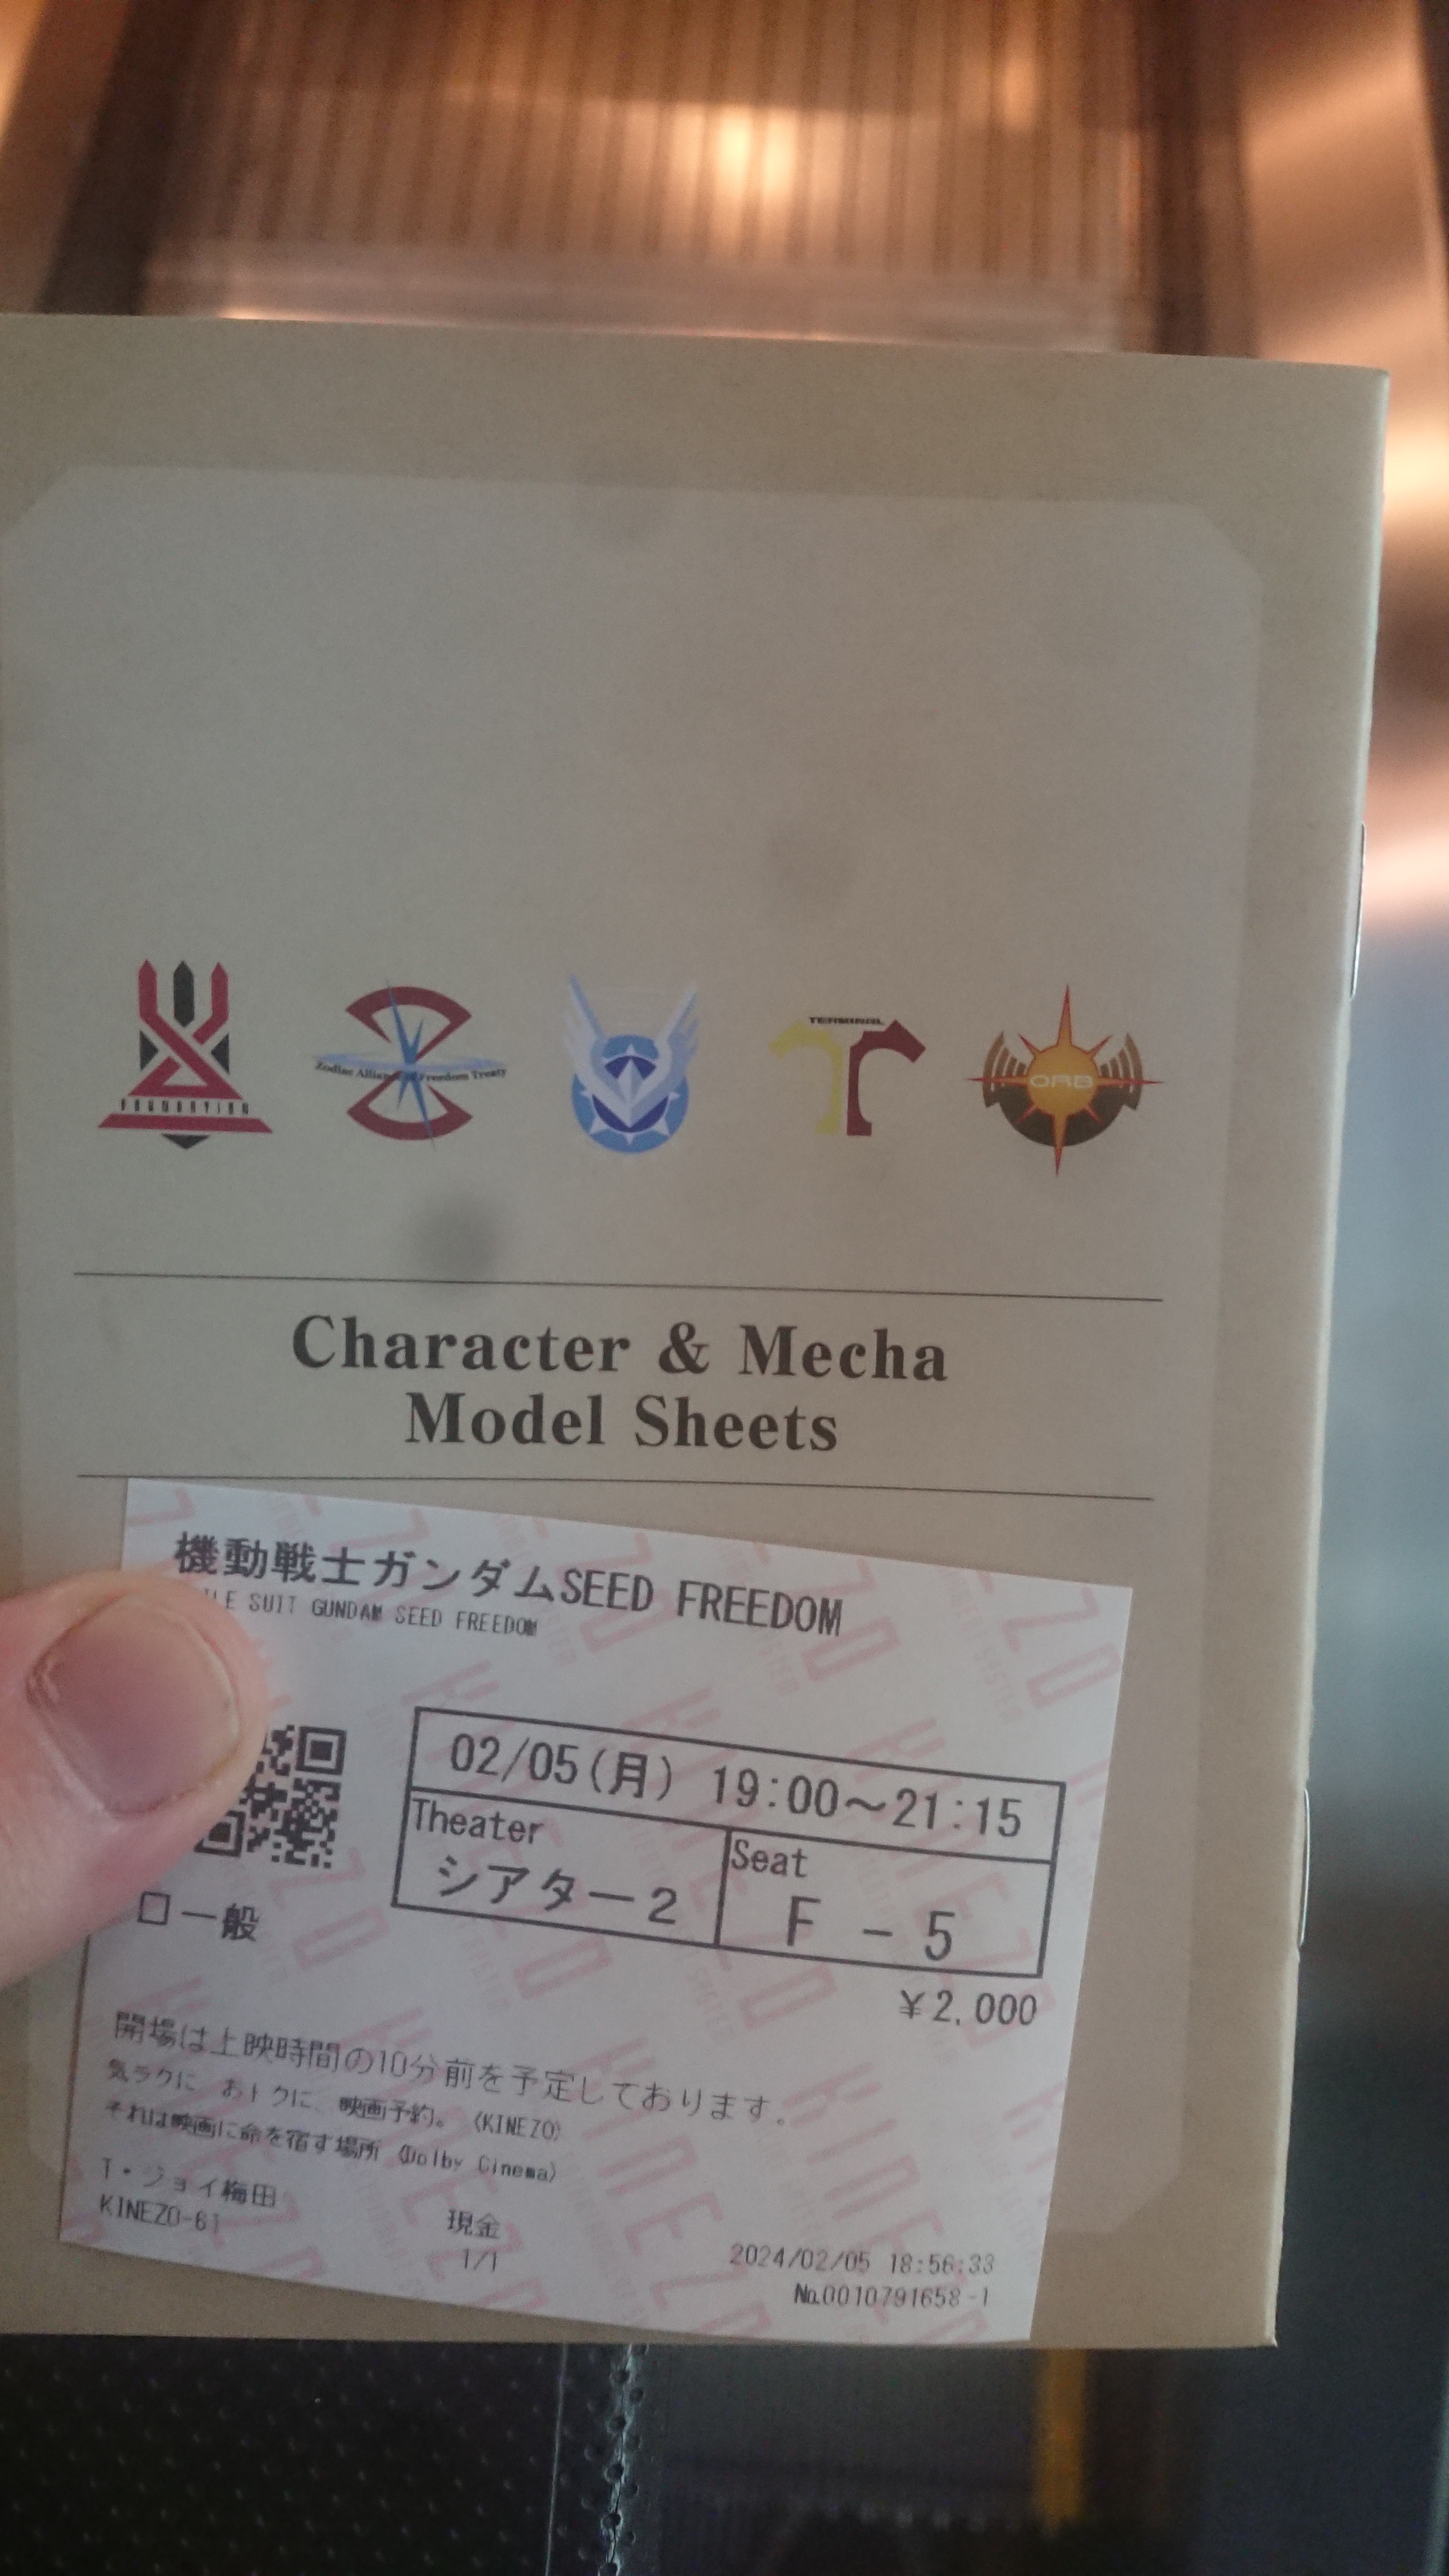 FOUNDATION
Zodiac Alliance of Freedom Treaty
TERMINAL
ORB
Character & Mecha
Model Sheets
機動戦士ガンダムSEED FREEDOM
SUIT GUNDAM SEED FREEDOM
02/05(月) 19:00～21:15
Theater
シアター2
Seat
F - 5
¥2,000
口一般
開場は上映時間の10分前を予定しております。
気ラクに おトクに、映画予約。〈KINEZO〉
それは映画に命を宿す場所〈Dolby Cinema〉
T・ジョイ梅田
KINEZO-61
現金
1/1
2024/02/05 18:56:33
No.0010791658-1